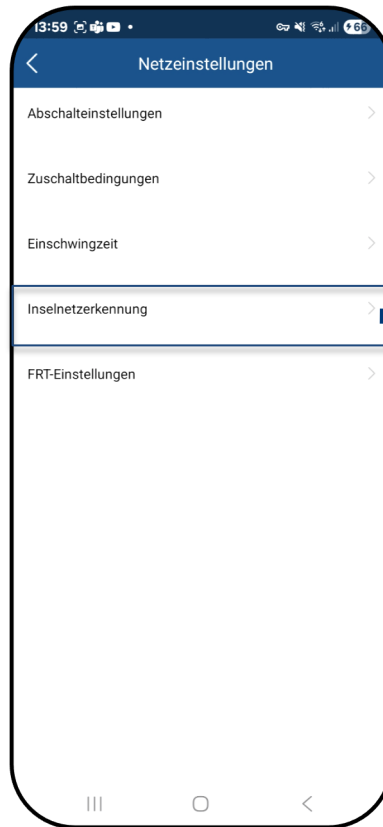 13:59
66
Netzeinstellungen
Abschalteinstellungen
Zuschaltbedingungen
Einschwingzeit
Inselnetzerkennung
FRT-Einstellungen